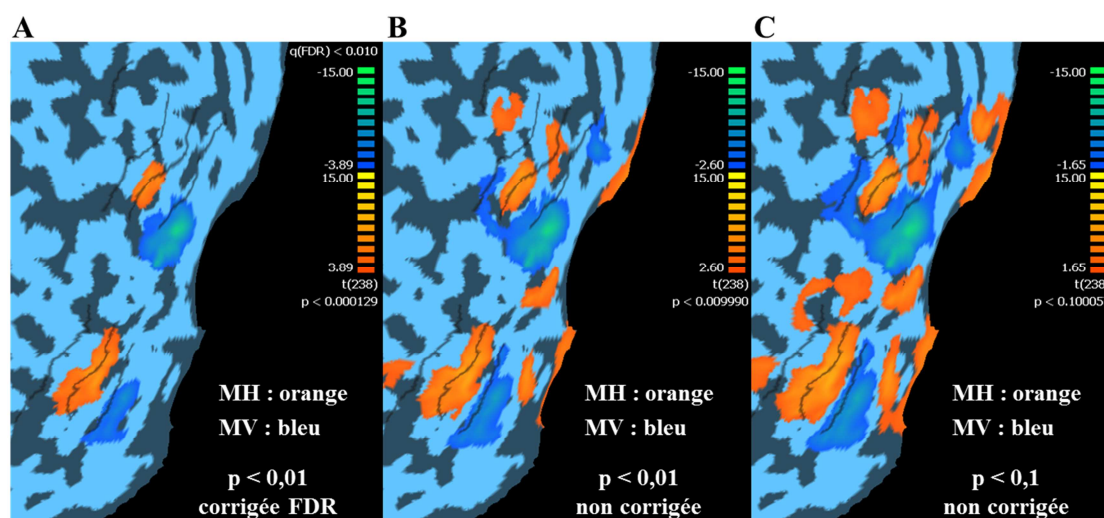 A
q(FDR) < 0.010
-15.00
-3.89
15.00
3.89
t(238)
p < 0.000129
MH : orange
MV : bleu
p < 0,01
corrigée FDR
B
-15.00
-2.60
15.00
2.60
t(238)
p < 0.009990
MH : orange
MV : bleu
p < 0,01
non corrigée
C
-15.00
-1.65
15.00
1.65
t(238
p < 0.10005
MH : orange
MV : bleu
p < 0,1
non corrigée